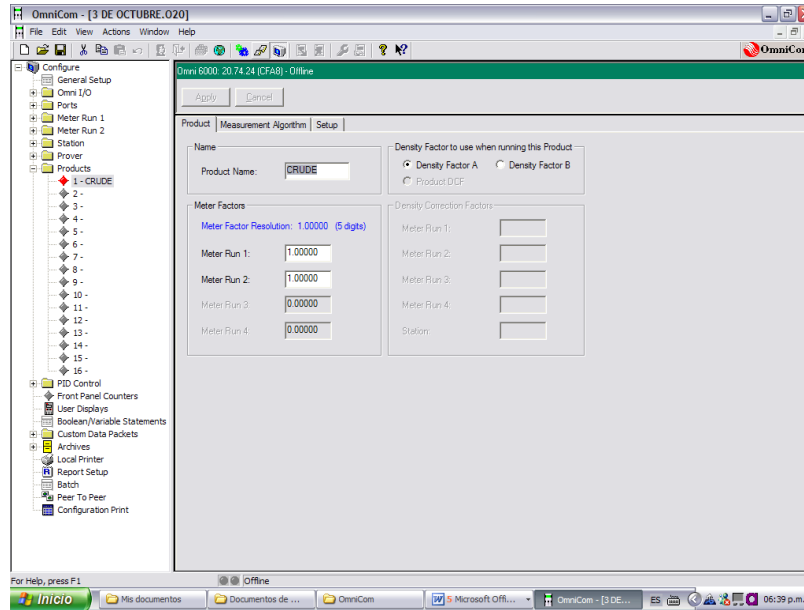 OmniCom - [3 DE OCTUBRE.O20]
File Edit View Actions Window Help
OmniCom
Configure
General Setup
Omni I/O
Ports
Meter Run 1
Meter Run 2
Station
Prover
Products
1 - CRUDE
2 -
3 -
4 -
5 -
6 -
7 -
8 -
9 -
10 -
11 -
12 -
13 -
14 -
15 -
16 -
PID Control
Front Panel Counters
User Displays
Boolean/Variable Statements
Custom Data Packets
Archives
Local Printer
Report Setup
Batch
Peer To Peer
Configuration Print
Omni 6000: 20.74.24 (CFA8) - Offline
Apply Cancel
Product Measurement Algorithm Setup
Name
Product Name: CRUDE
Density Factor to use when running this Product
Density Factor A Density Factor B
Product DCF
Meter Factors
Meter Factor Resolution: 1.00000 (5 digits)
Meter Run 1: 1.00000
Meter Run 2: 1.00000
Meter Run 3: 0.00000
Meter Run 4: 0.00000
Density Correction Factors
Meter Run 1:
Meter Run 2:
Meter Run 3:
Meter Run 4:
Station:
For Help, press F1 Offline
Inicio Mis documentos Documentos de ... OmniCom 5 Microsoft Offi... OmniCom - [3 DE... ES 06:39 p.m.